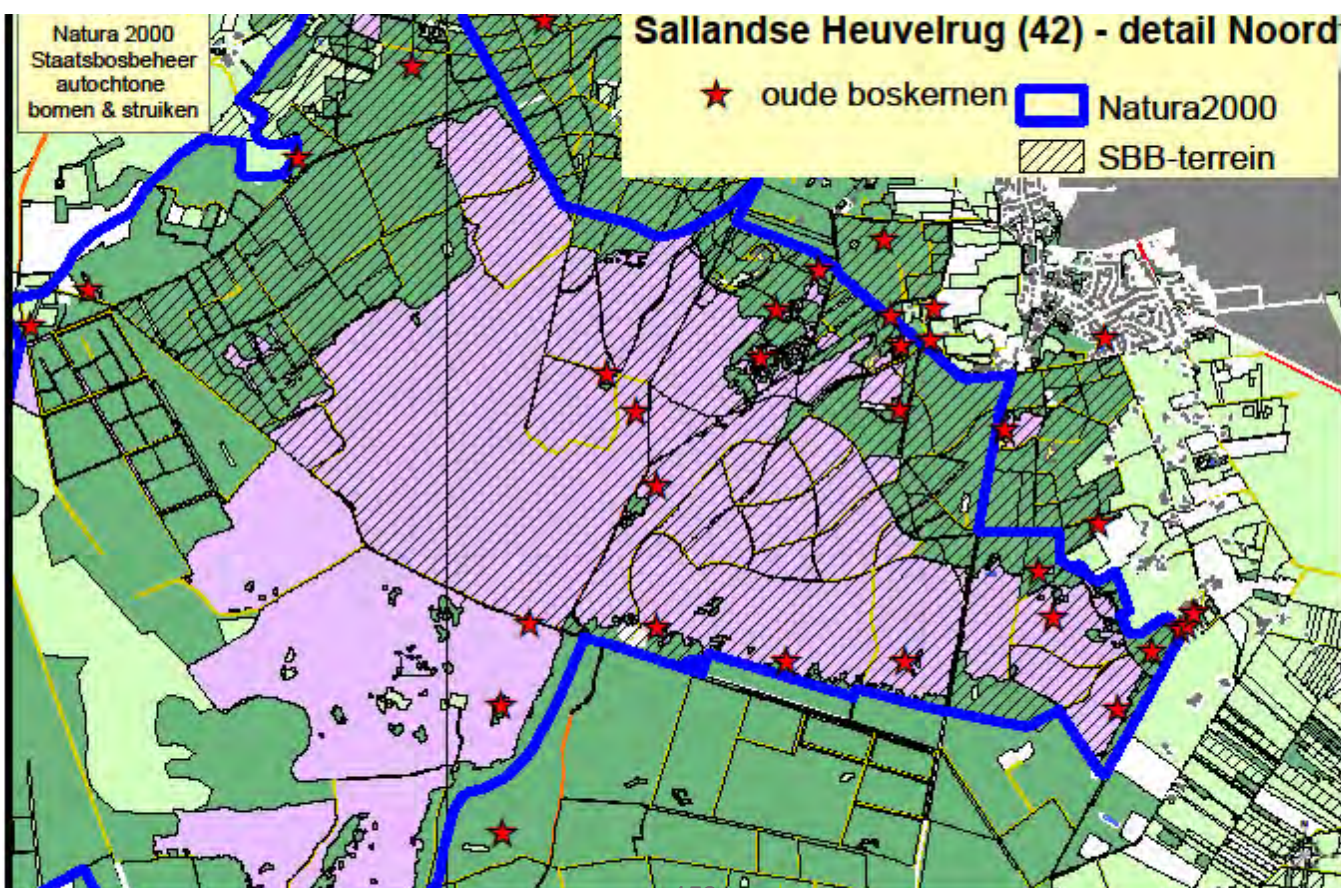 Natura 2000
Staatsbosbeheer
autochtone
bomen & struiken
Sallandse Heuvelrug (42) - detail Noord
oude boskernen
Natura2000
SBB-terrein